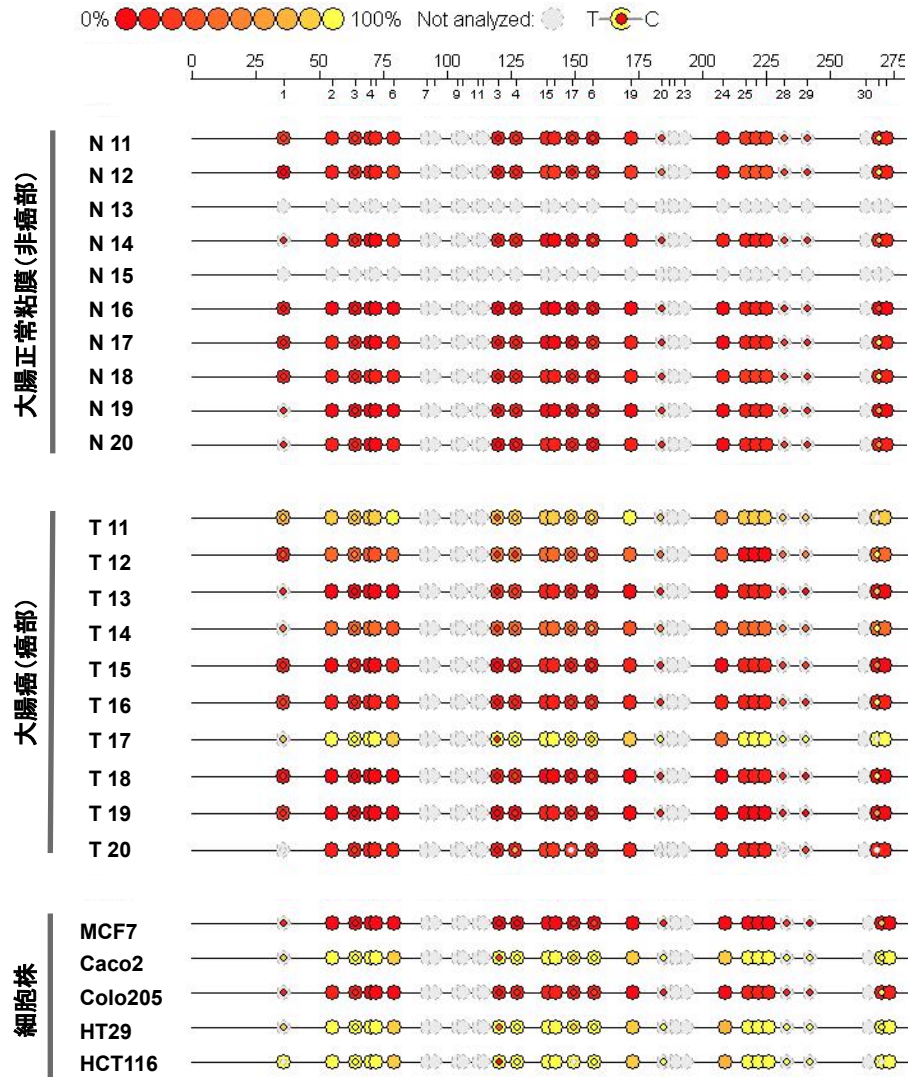 0% 100% Not analyzed: T C
0 25 50 75 100 125 150 175 200 225 250 275
1 2 3 4 6 7 9 11 3 4 15 17 6 19 20 23 24 25 28 29 30
大腸正常粘膜(非癌部)
N 11
N 12
N 13
N 14
N 15
N 16
N 17
N 18
N 19
N 20
大腸癌(癌部)
T 11
T 12
T 13
T 14
T 15
T 16
T 17
T 18
T 19
T 20
細胞株
MCF7
Caco2
Colo205
HT29
HCT116